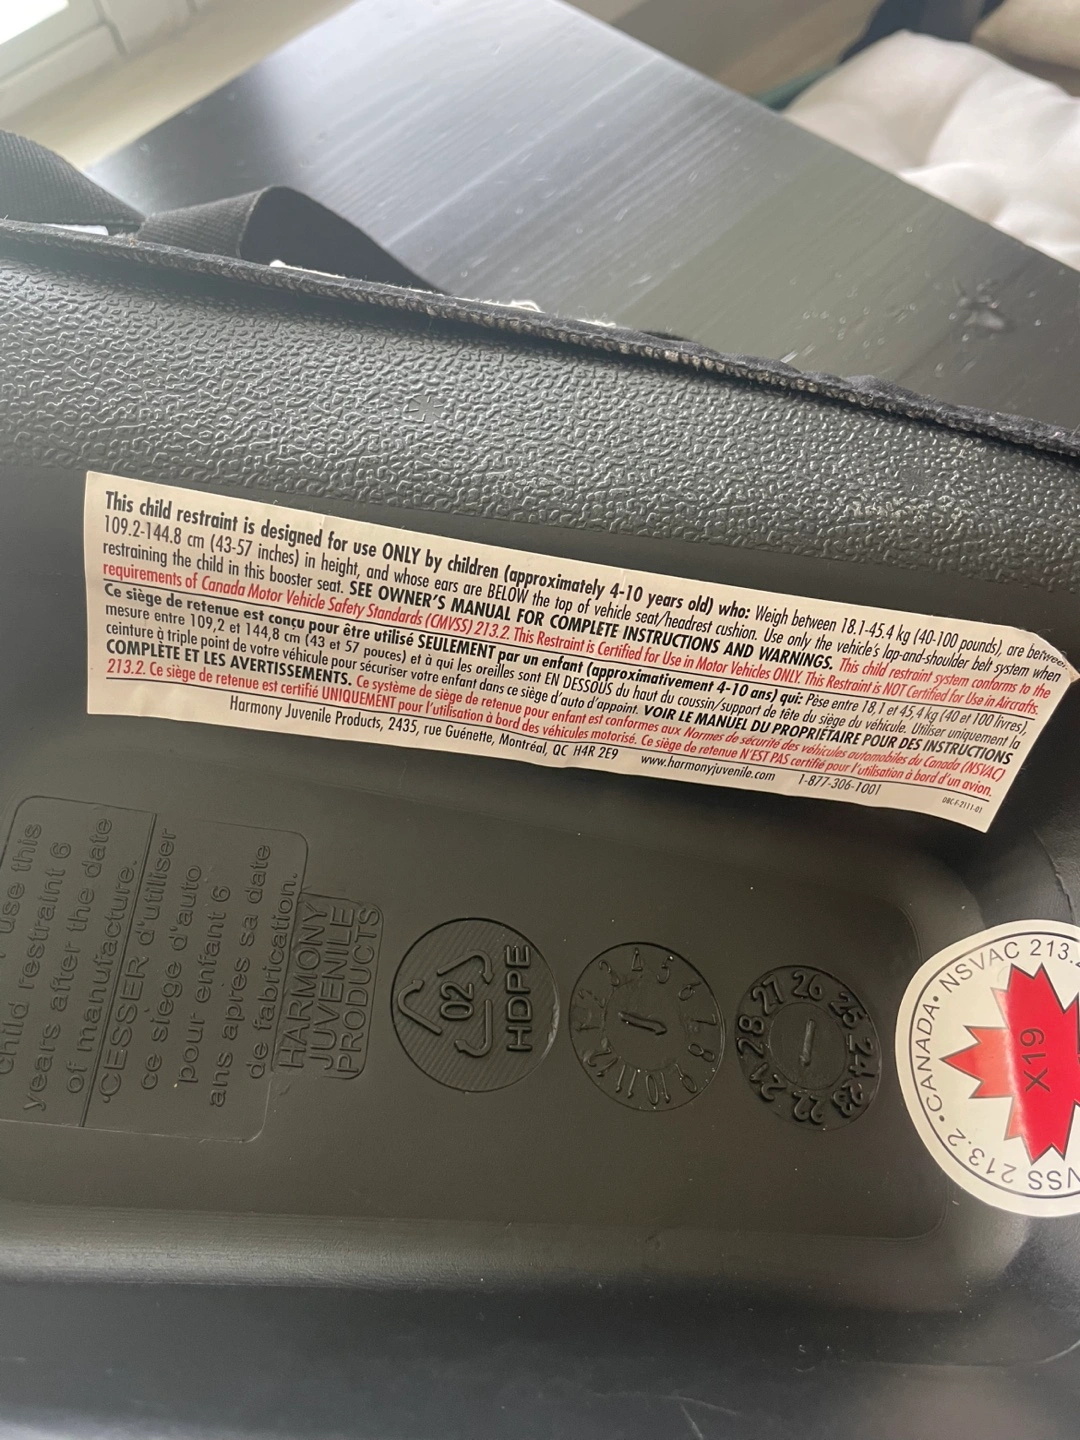 This child restraint is designed for use ONLY by children (approximately 4-10 years old) who: Weigh between 18.1-45.4 kg (40-100 pounds), are between
109.2-144.8 cm (43-57 inches) in height, and whose ears are BELOW the top of vehicle seat/headrest cushion. Use only the vehicle's lap-and-shoulder belt system when
restraining the child in this booster seat. SEE OWNER'S MANUAL FOR COMPLETE INSTRUCTIONS AND WARNINGS. This child restraint system conforms to the
requirements of Canada Motor Vehicle Safety Standards (CMVSS) 213.2. This Restraint is Certified for Use in Motor Vehicles ONLY. This Restraint is NOT Certified for Use in Aircrafts.
Ce siège de retenue est conçu pour être utilisé SEULEMENT par un enfant (approximativement 4-10 ans) qui: Pèse entre 18.1 et 45,4 kg (40 et 100 livres),
mesure entre 109,2 et 144,8 cm (43 et 57 pouces) et à qui les oreilles sont EN DESSOUS du haut du coussin/support de tête du siège du véhicule. Utiliser uniquement la
ceinture à triple point de votre véhicule pour sécuriser votre enfant dans ce siège d'auto d'appoint. VOIR LE MANUEL DU PROPRIÉTAIRE POUR DES INSTRUCTIONS
COMPLÈTE ET LES AVERTISSEMENTS. Ce système de siège de retenue pour enfant est conformes aux Normes de sécurité des véhicules automobiles du Canada (NSVAC)
213.2. Ce siège de retenue est certifié UNIQUEMENT pour l'utilisation à bord des véhicules motorisé. Ce siège de retenue N'EST PAS certifié pour l'utilisation à bord d'un avion.
Harmony Juvenile Products, 2435, rue Guénette, Montréal, QC H4R 2E9 www.harmonyjuvenile.com 1-877-306-1001
DBC-F-2111-01
use this
child restraint 6
years after the date
of manufacture.
.CESSER d'utiliser
ce siege d'auto
pour enfant 6
ans apres sa date
de fabrication.
HARMONY
JUVENILE
PRODUCTS
02
HDPE
1 2 3 4 5 6 7 8 9 10 11 12
21 22 23 24 25 26 27 28
VSS 213.2 • CANADA • NSVAC 213.2
X19